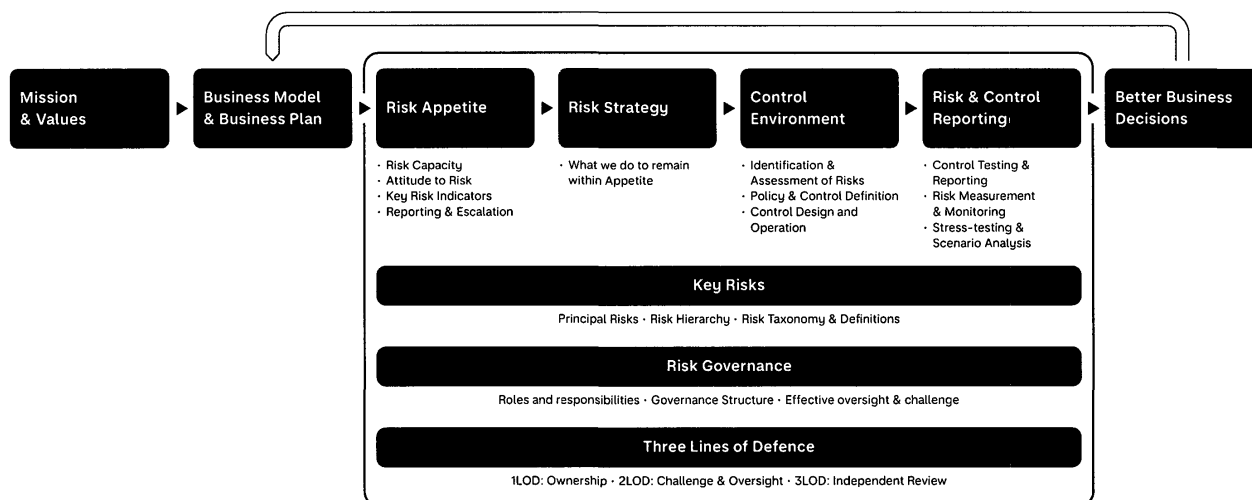 Mission
& Values
Business Model
& Business Plan
Risk Appetite
Risk Strategy
Control
Environment
Risk & Control
Reporting
Better Business
Decisions
· Risk Capacity
· Attitude to Risk
· Key Risk Indicators
· Reporting & Escalation
· What we do to remain
within Appetite
· Identification &
Assessment of Risks
· Policy & Control Definition
· Control Design and
Operation
· Control Testing &
Reporting
· Risk Measurement
& Monitoring
· Stress-testing &
Scenario Analysis
Key Risks
Principal Risks · Risk Hierarchy · Risk Taxonomy & Definitions
Risk Governance
Roles and responsibilities · Governance Structure · Effective oversight & challenge
Three Lines of Defence
1LOD: Ownership · 2LOD: Challenge & Oversight · 3LOD: Independent Review